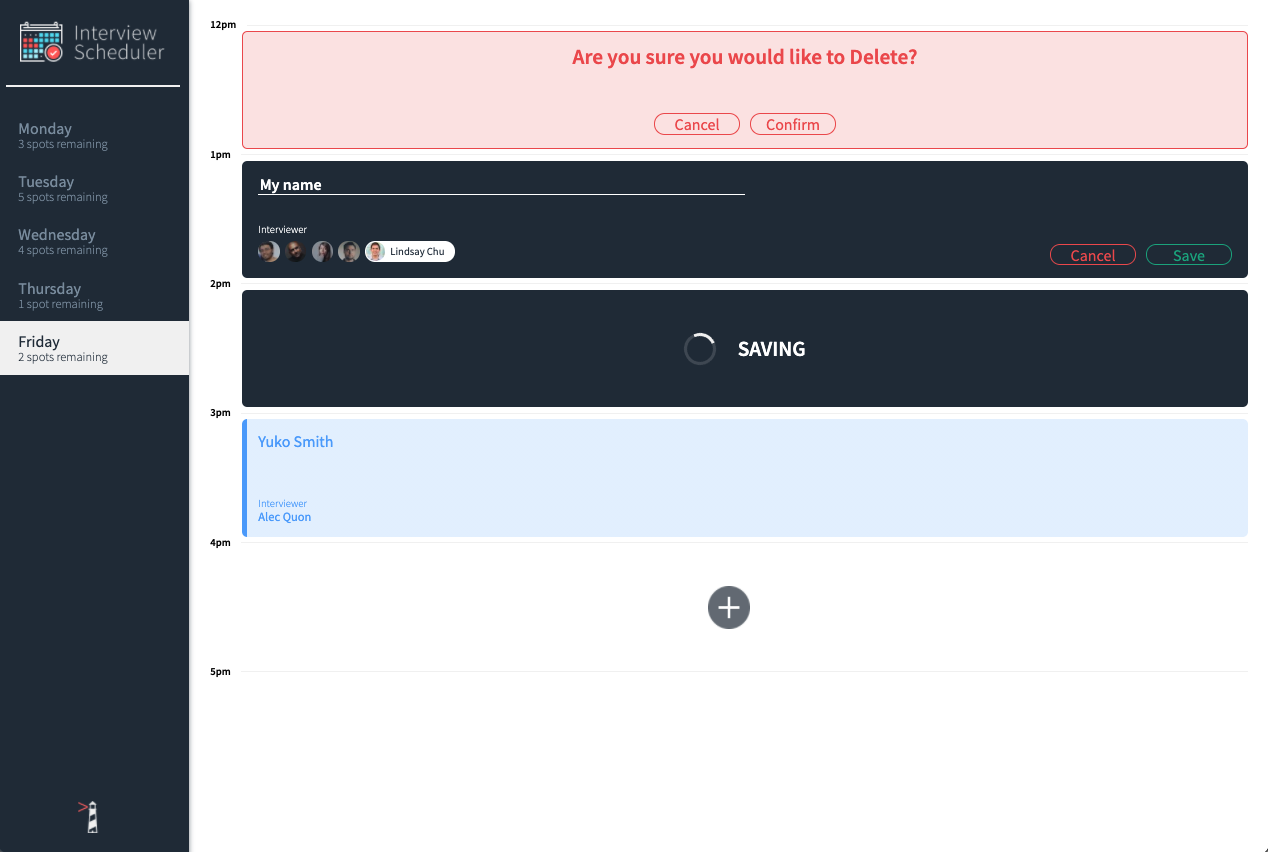 Interview
Scheduler
Monday
3 spots remaining
Tuesday
5 spots remaining
Wednesday
4 spots remaining
Thursday
1 spot remaining
Friday
2 spots remaining
12pm
Are you sure you would like to Delete?
Cancel Confirm
1pm
My name
Interviewer
Lindsay Chu
Cancel Save
2pm
SAVING
3pm
Yuko Smith
Interviewer
Alec Quon
4pm
5pm